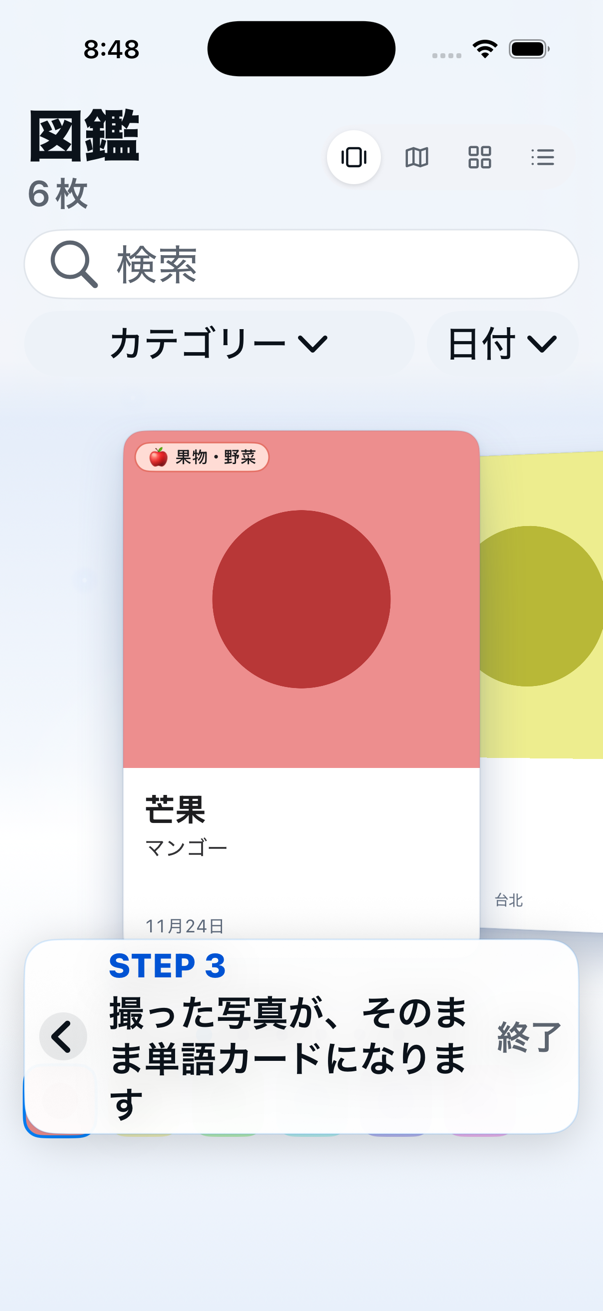 8:48
図鑑
6枚
検索
カテゴリー
日付
果物・野菜
芒果
マンゴー
11月24日
台北
STEP 3
撮った写真が、そのま
ま単語カードになりま
す
終了